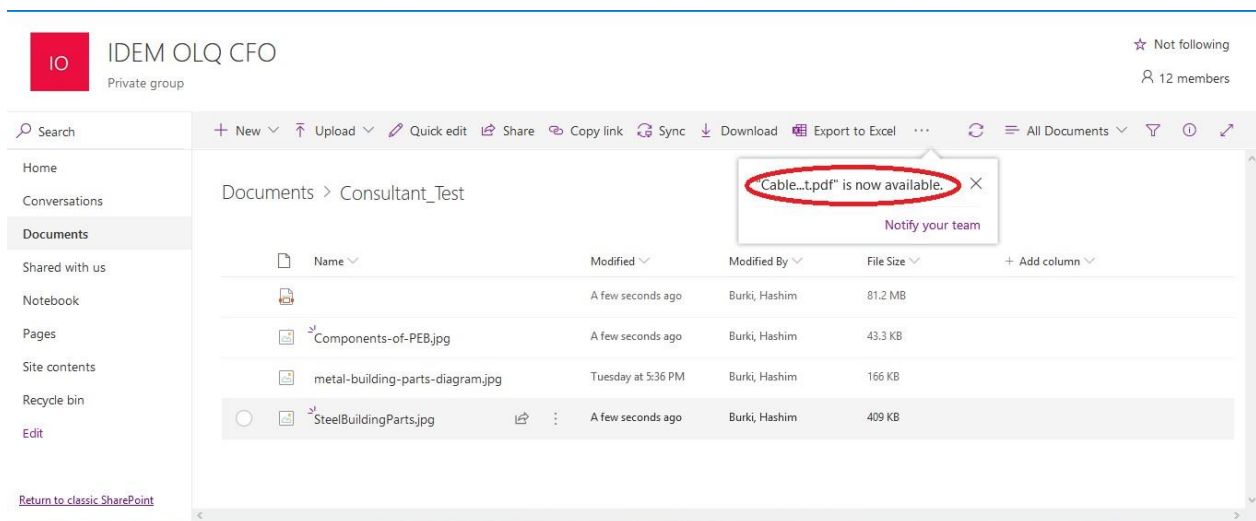 IO
IDEM OLQ CFO
Private group
Not following
12 members
Search
New Upload Quick edit Share Copy link Sync Download Export to Excel ··· All Documents
Home
Conversations
Documents
Shared with us
Notebook
Pages
Site contents
Recycle bin
Edit
Return to classic SharePoint
Documents > Consultant_Test
"Cable...t.pdf" is now available.
Notify your team
Name Modified Modified By File Size + Add column
A few seconds ago Burki, Hashim 81.2 MB
Components-of-PEB.jpg A few seconds ago Burki, Hashim 43.3 KB
metal-building-parts-diagram.jpg Tuesday at 5:36 PM Burki, Hashim 166 KB
SteelBuildingParts.jpg A few seconds ago Burki, Hashim 409 KB